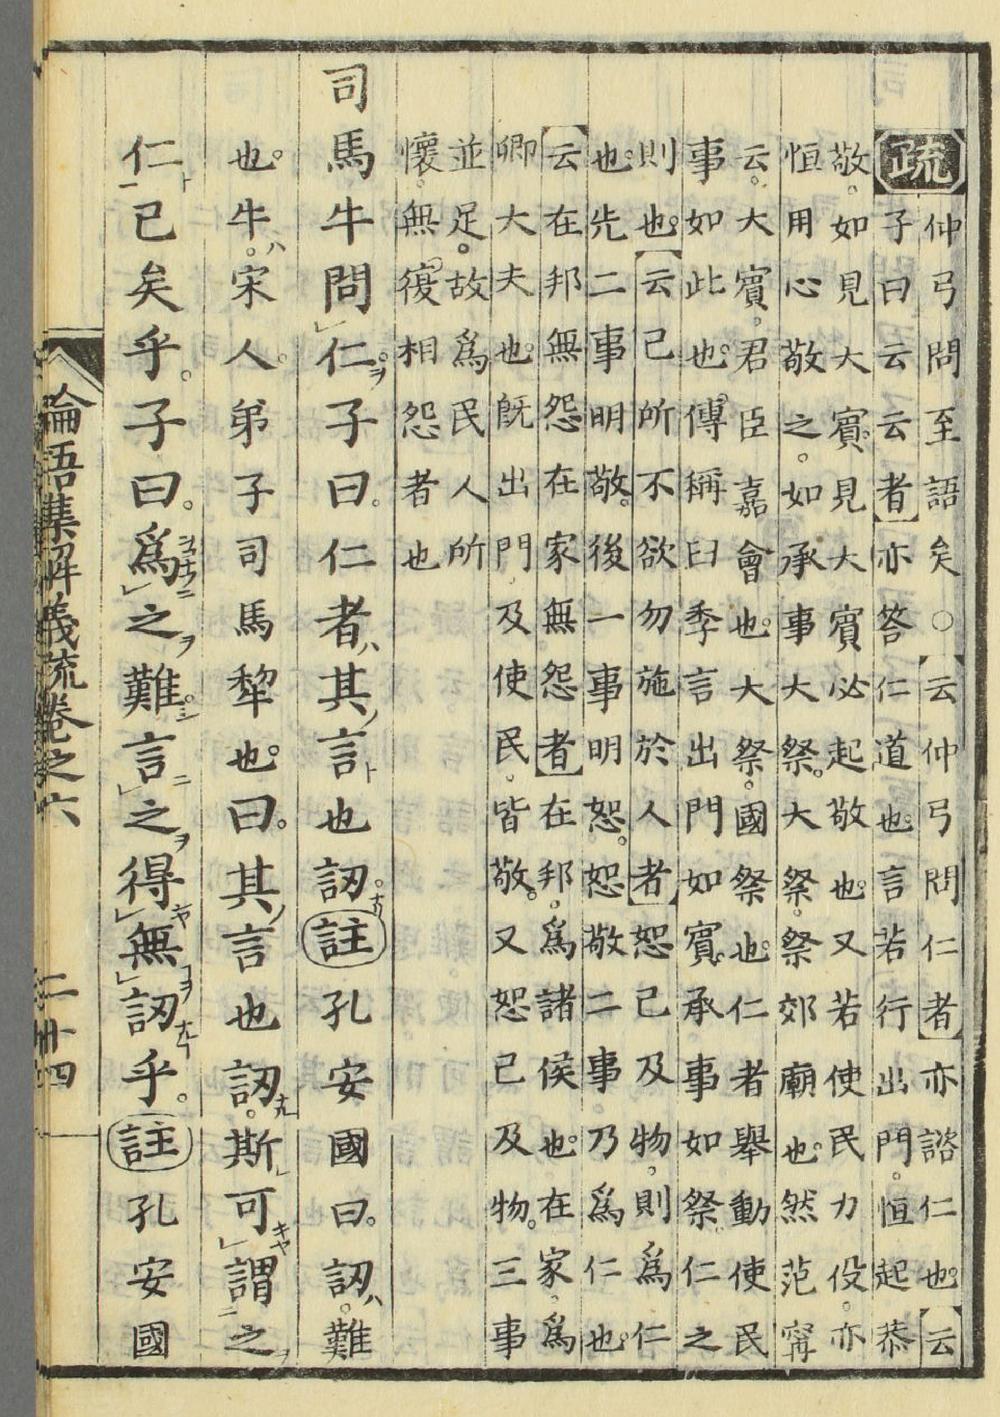 疏仲弓問至語矣○云仲弓問仁者亦諮仁也云
子曰云云者亦答仁道也言若行出門恒起恭
敬如見大賓見大賓必起敬也又若使民力役亦
恒用心敬之如承事大祭大祭祭郊廟也然范甯
云大賓君臣嘉會也大祭國祭也仁者舉動使民
事如此也傳稱臼季言出門如賓承事如祭仁之
則也云己所不欲勿施於人者恕己及物則爲仁
也先二事明敬後一事明恕恕敬二事乃爲仁也
云在邦無怨在家無怨者在邦爲諸侯也在家爲
卿大夫也既出門及使民皆敬又恕己及物三事
並足故爲民人所
懷無復相怨者也
司馬牛問仁子曰仁者其言也訒註孔安國曰訒難
也牛宋人弟子司馬犂也曰其言也訒斯可謂之
仁已矣乎子曰爲之難言之得無訒乎註孔安國
論語集解義疏卷之六 二 卅四